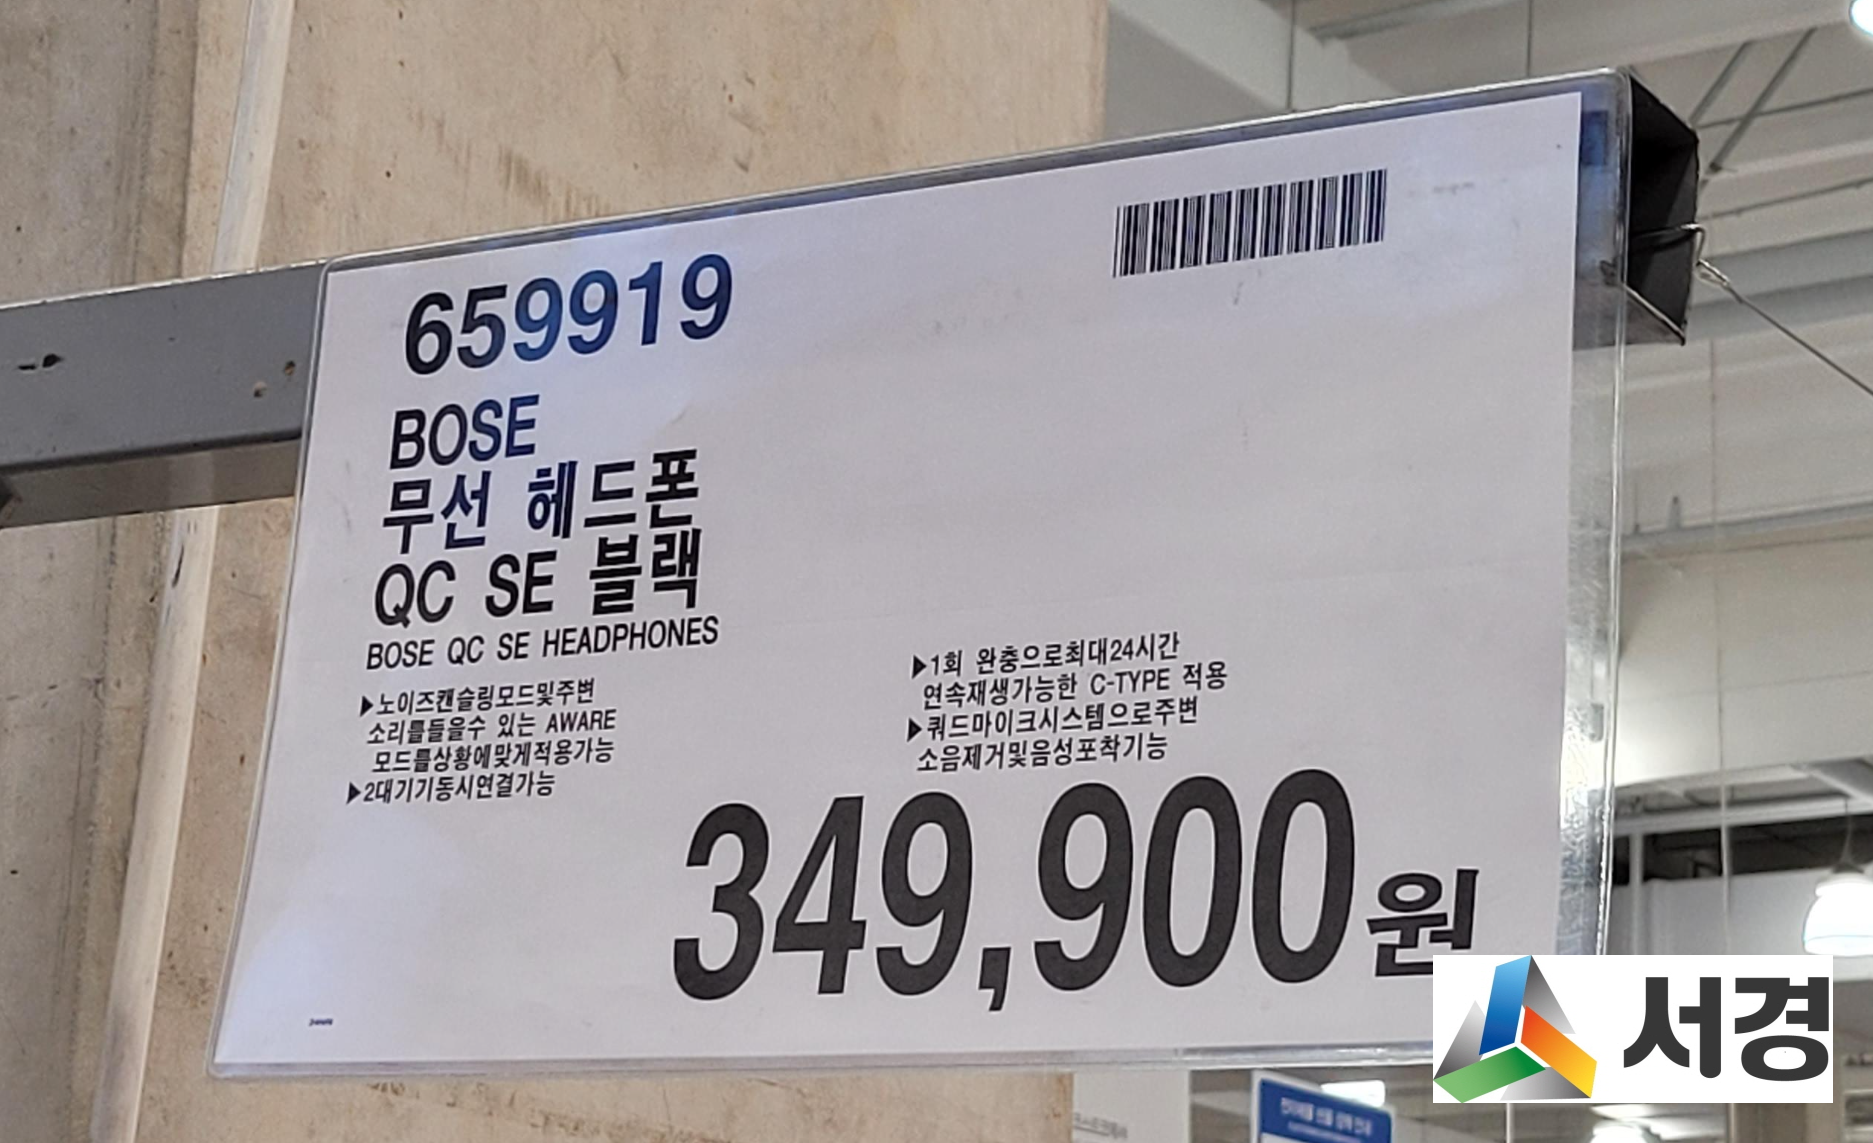 659919
BOSE
무선 헤드폰
QC SE 블랙
BOSE QC SE HEADPHONES
▶노이즈캔슬링모드및주변
소리를들을수 있는 AWARE
모드를상황에맞게적용가능
▶2대기기동시연결가능
▶1회 완충으로최대24시간
연속재생가능한 C-TYPE 적용
▶쿼드마이크시스템으로주변
소음제거및음성포착기능
349,900원
서경